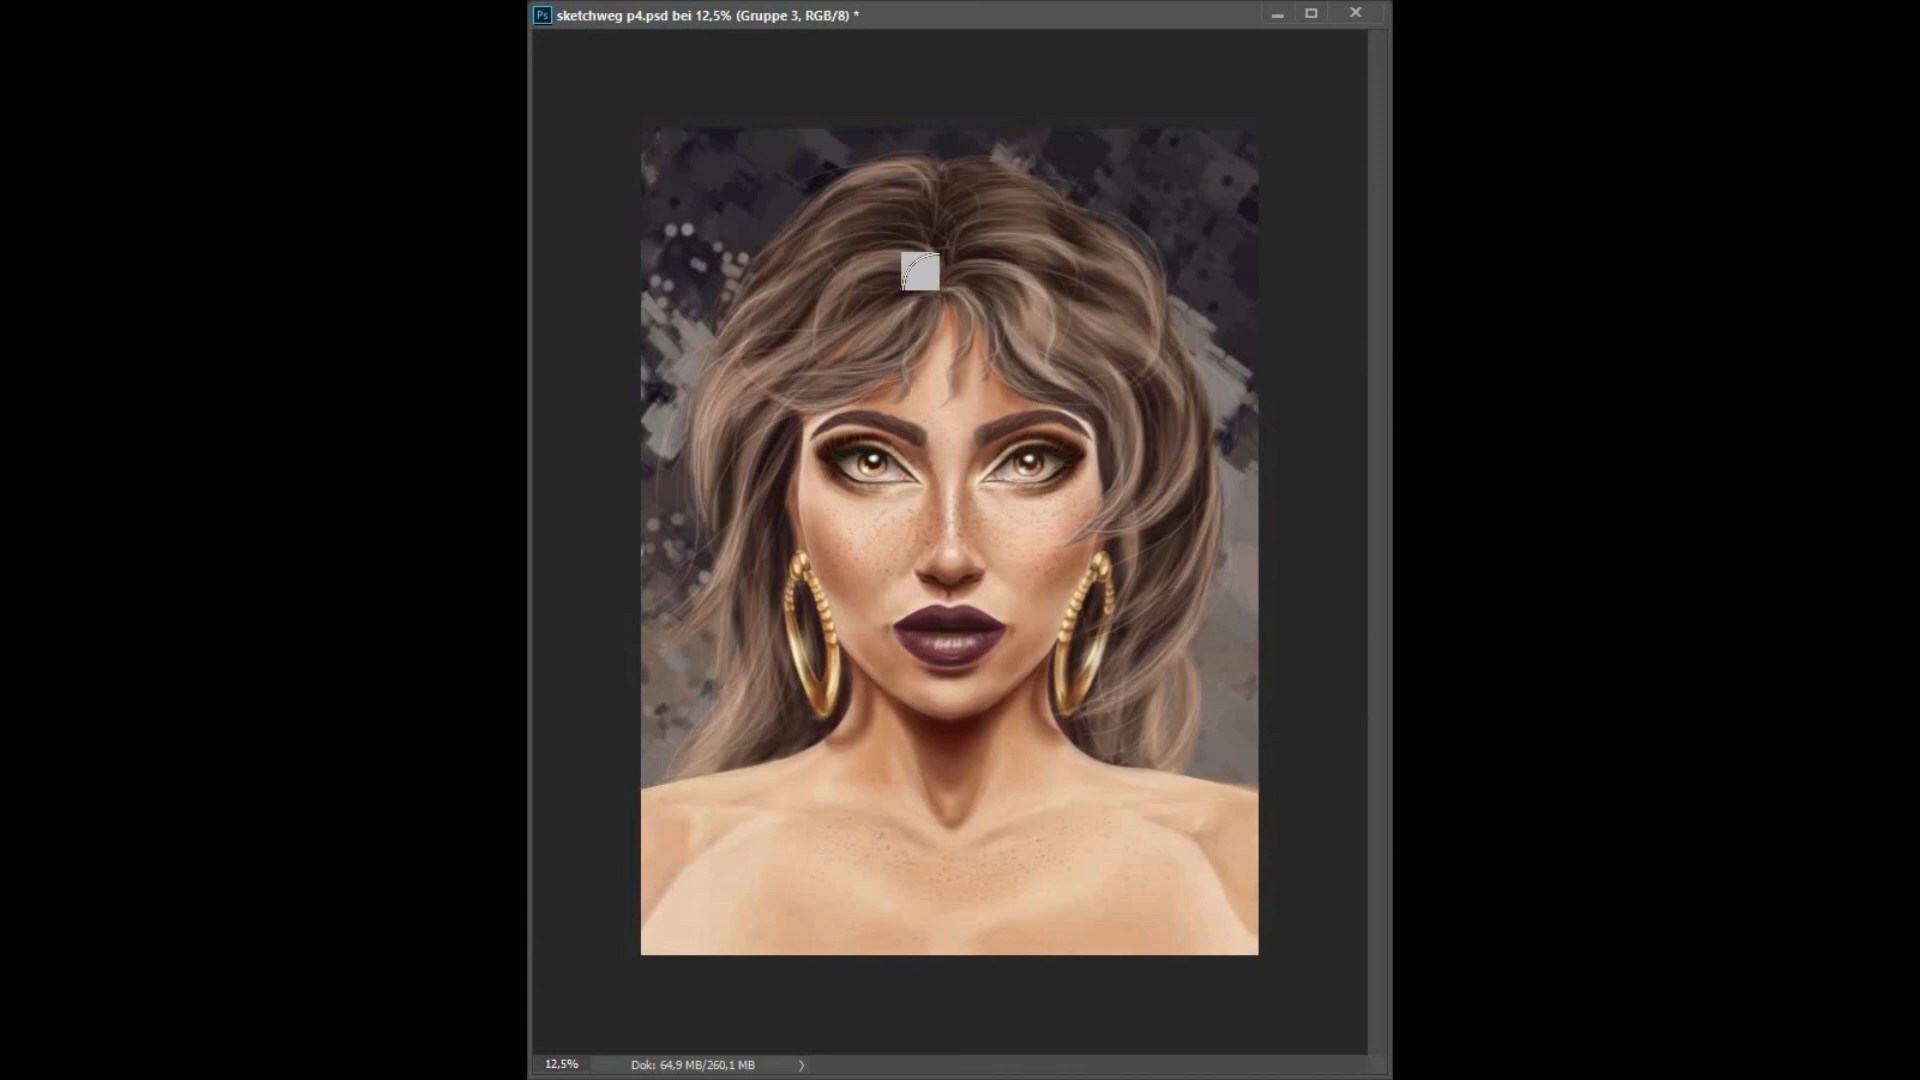 Ps sketchweg p4.psd bei 12,5% (Gruppe 3, RGB/8) *
12,5% Dok: 64,9 MB/260,1 MB